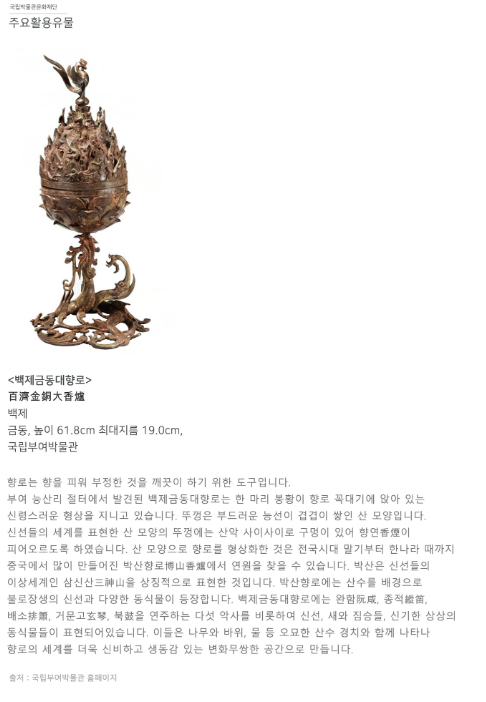 국립박물관문화재단
주요활용유물
<백제금동대향로>
百濟金銅大香爐
백제
금동, 높이 61.8cm 최대지름 19.0cm,
국립부여박물관
향로는 향을 피워 부정한 것을 깨끗이 하기 위한 도구입니다.
부여 능산리 절터에서 발견된 백제금동대향로는 한 마리 봉황이 향로 꼭대기에 앉아 있는
신령스러운 형상을 지니고 있습니다. 뚜껑은 부드러운 능선이 겹겹이 쌓인 산 모양입니다.
신선들의 세계를 표현한 산 모양의 뚜껑에는 산악 사이사이로 구멍이 있어 향연香煙이
피어오르도록 하였습니다. 산 모양으로 향로를 형상화한 것은 전국시대 말기부터 한나라 때까지
중국에서 많이 만들어진 박산향로博山香爐에서 연원을 찾을 수 있습니다. 박산은 신선들의
이상세계인 삼신산三神山을 상징적으로 표현한 것입니다. 박산향로에는 산수를 배경으로
불로장생의 신선과 다양한 동식물이 등장합니다. 백제금동대향로에는 완함阮咸, 종적縱笛,
배소排簫, 거문고玄琴, 북鼓을 연주하는 다섯 악사를 비롯하여 신선, 새와 짐승들, 신기한 상상의
동식물들이 표현되어있습니다. 이들은 나무와 바위, 물 등 오묘한 산수 경치와 함께 나타나
향로의 세계를 더욱 신비하고 생동감 있는 변화무쌍한 공간으로 만듭니다.
출처 : 국립부여박물관 홈페이지